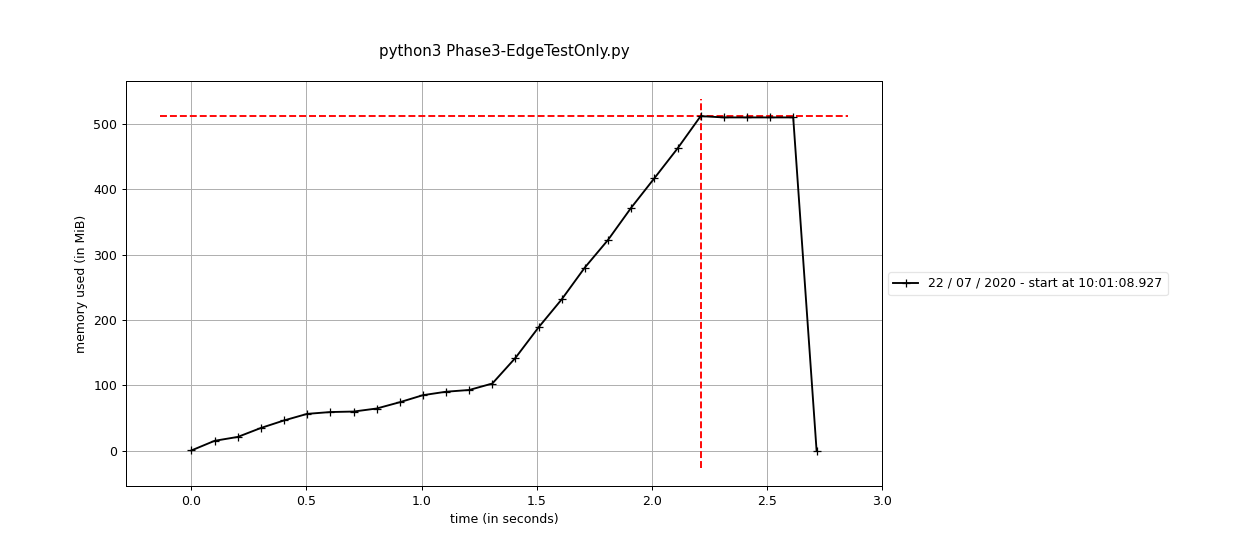 python3 Phase3-EdgeTestOnly.py
500
400
300
200
100
0
memory used (in MiB)
0.0 0.5 1.0 1.5 2.0 2.5 3.0
time (in seconds)
22 / 07 / 2020 - start at 10:01:08.927